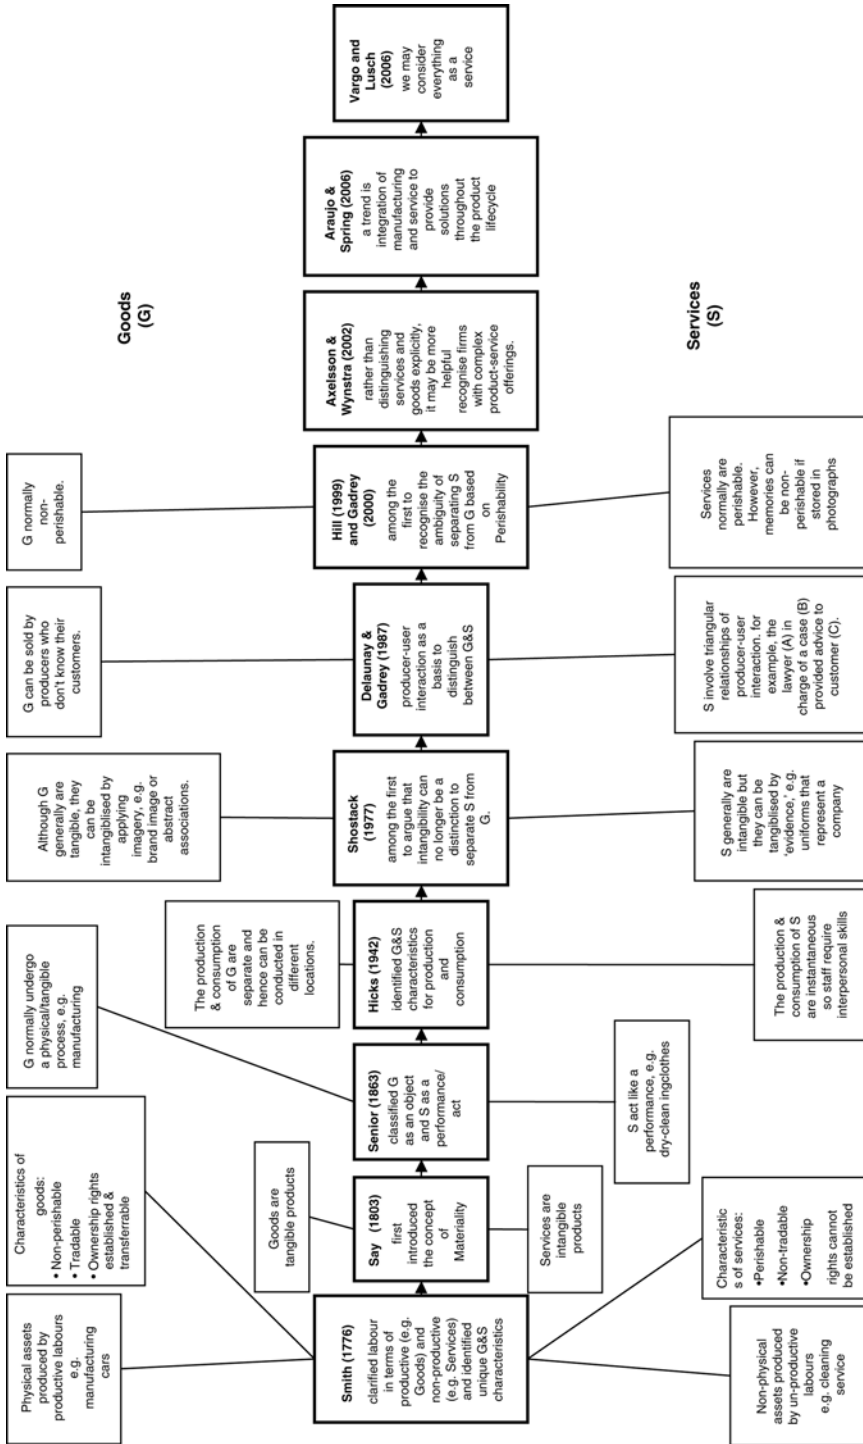 Physical assets
produced by
productive labours
e.g.
manufacturing
cars
Characteristics of
goods:
• Non-perishable
• Tradable
• Ownership rights
established &
transferrable
Goods are
tangible products
G normally undergo
a physical/tangible
process, e.g.
manufacturing
The production
& consumption
of G are
separate and
hence can be
conducted in
different
locations.
Although G
generally are
tangible, they
can be
intangiblised by
applying
imagery, e.g.
brand image or
abstract
associations.
G can be sold by
producers who
don't know their
customers.
G normally
non-
perishable.
Goods
(G)
Smith (1776)
clarified labour
in terms of
productive (e.g.
Goods) and
non-productive
(e.g. Services)
and identified
unique G&S
characteristics
Say (1803)
first
introduced
the concept
of
Materiality
Senior (1863)
classified G
as an object
and S as a
performance/
act
Hicks (1942)
identified G&S
characteristics
for production
and
consumption
Shostack
(1977)
among the first
to argue that
intangibility can
no longer be a
distinction to
separate S from
G.
Delaunay &
Gadrey (1987)
producer-user
interaction as a
basis to
distinguish
between G&S
Hill (1999)
and Gadrey
(2000)
among the
first to
recognise the
ambiguity of
separating S
from G based
on
Perishability
Axelsson &
Wynstra (2002)
rather than
distinguishing
services and
goods explicitly,
it may be more
helpful
recognise firms
with complex
product-service
offerings.
Araujo &
Spring (2006)
a trend is
integration of
manufacturing
and service to
provide
solutions
throughout
the product
lifecycle
Vargo and
Lusch
(2006)
we may
consider
everything
as a
service
Non-physical
assets produced
by un-productive
labours
e.g. cleaning
service
Characteristic
s of services:
•Perishable
•Non-tradable
•Ownership
rights cannot
be established
Services are
intangible
products
S act like a
performance, e.g.
dry-clean ingclothes
The production &
consumption of S
are instantaneous
so staff require
interpersonal skills
S generally are
intangible but
they can be
tangiblised by
‘evidence,’ e.g.
uniforms that
represent a
company
S involve triangular
relationships of
producer-user
interaction. for
example, the
lawyer (A) in
charge of a case (B)
provided advice to
customer (C).
Services
normally are
perishable.
However,
memories can
be non-
perishable if
stored in
photographs
Services
(S)